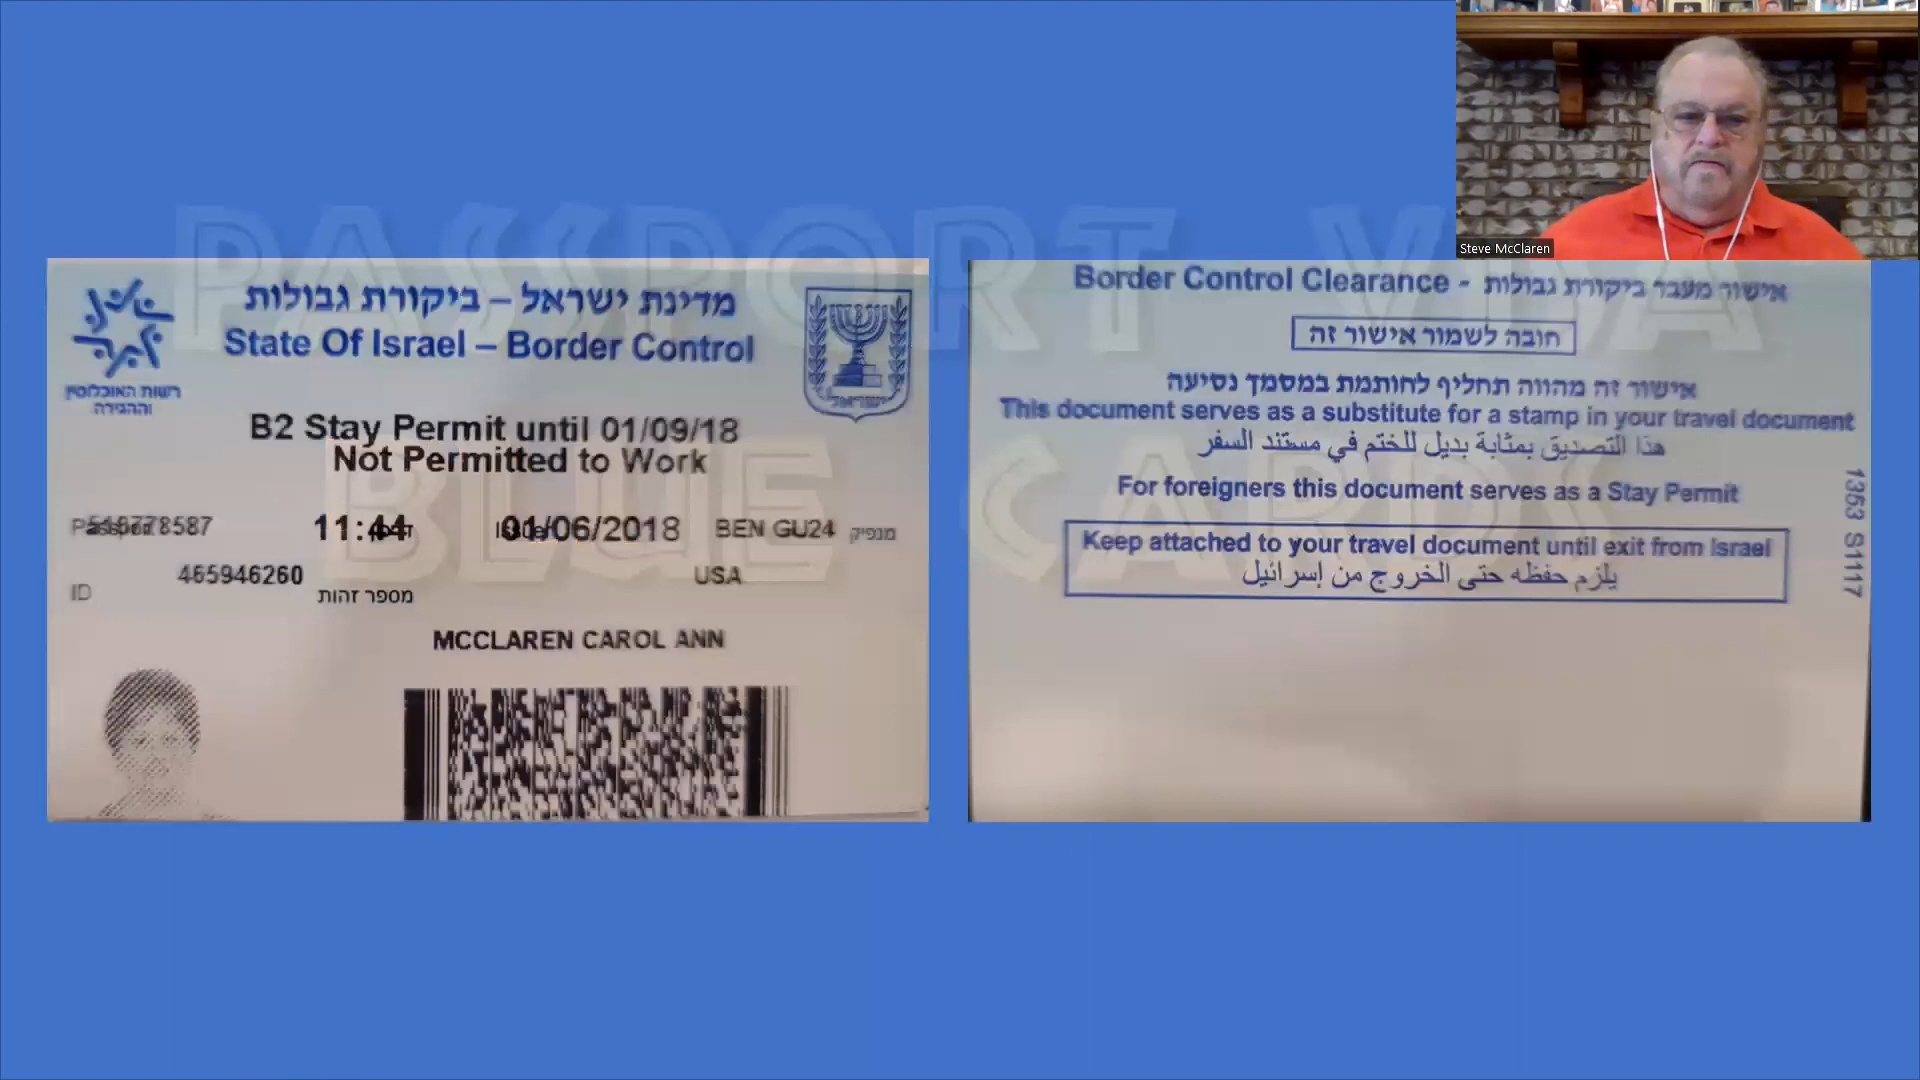 PASSPORT VISA
BLUE CARDS
Steve McClaren
מדינת ישראל – ביקורת גבולות
State Of Israel – Border Control
רשות האוכלוסין
וההגירה
ישראל
B2 Stay Permit until 01/09/18
Not Permitted to Work
11:44 01/06/2018 BEN GU24 מנפיק
465946260 USA
ID מספר זהות
MCCLAREN CAROL ANN
Border Control Clearance - אישור מעבר ביקורת גבולות
חובה לשמור אישור זה
אישור זה מהווה תחליף לחותמת במסמך נסיעה
This document serves as a substitute for a stamp in your travel document
هذا التصديق بمثابة بديل للختم في مستند السفر
For foreigners this document serves as a Stay Permit
Keep attached to your travel document until exit from Israel
يلزم حفظه حتى الخروج من إسرائيل
1353 S1117